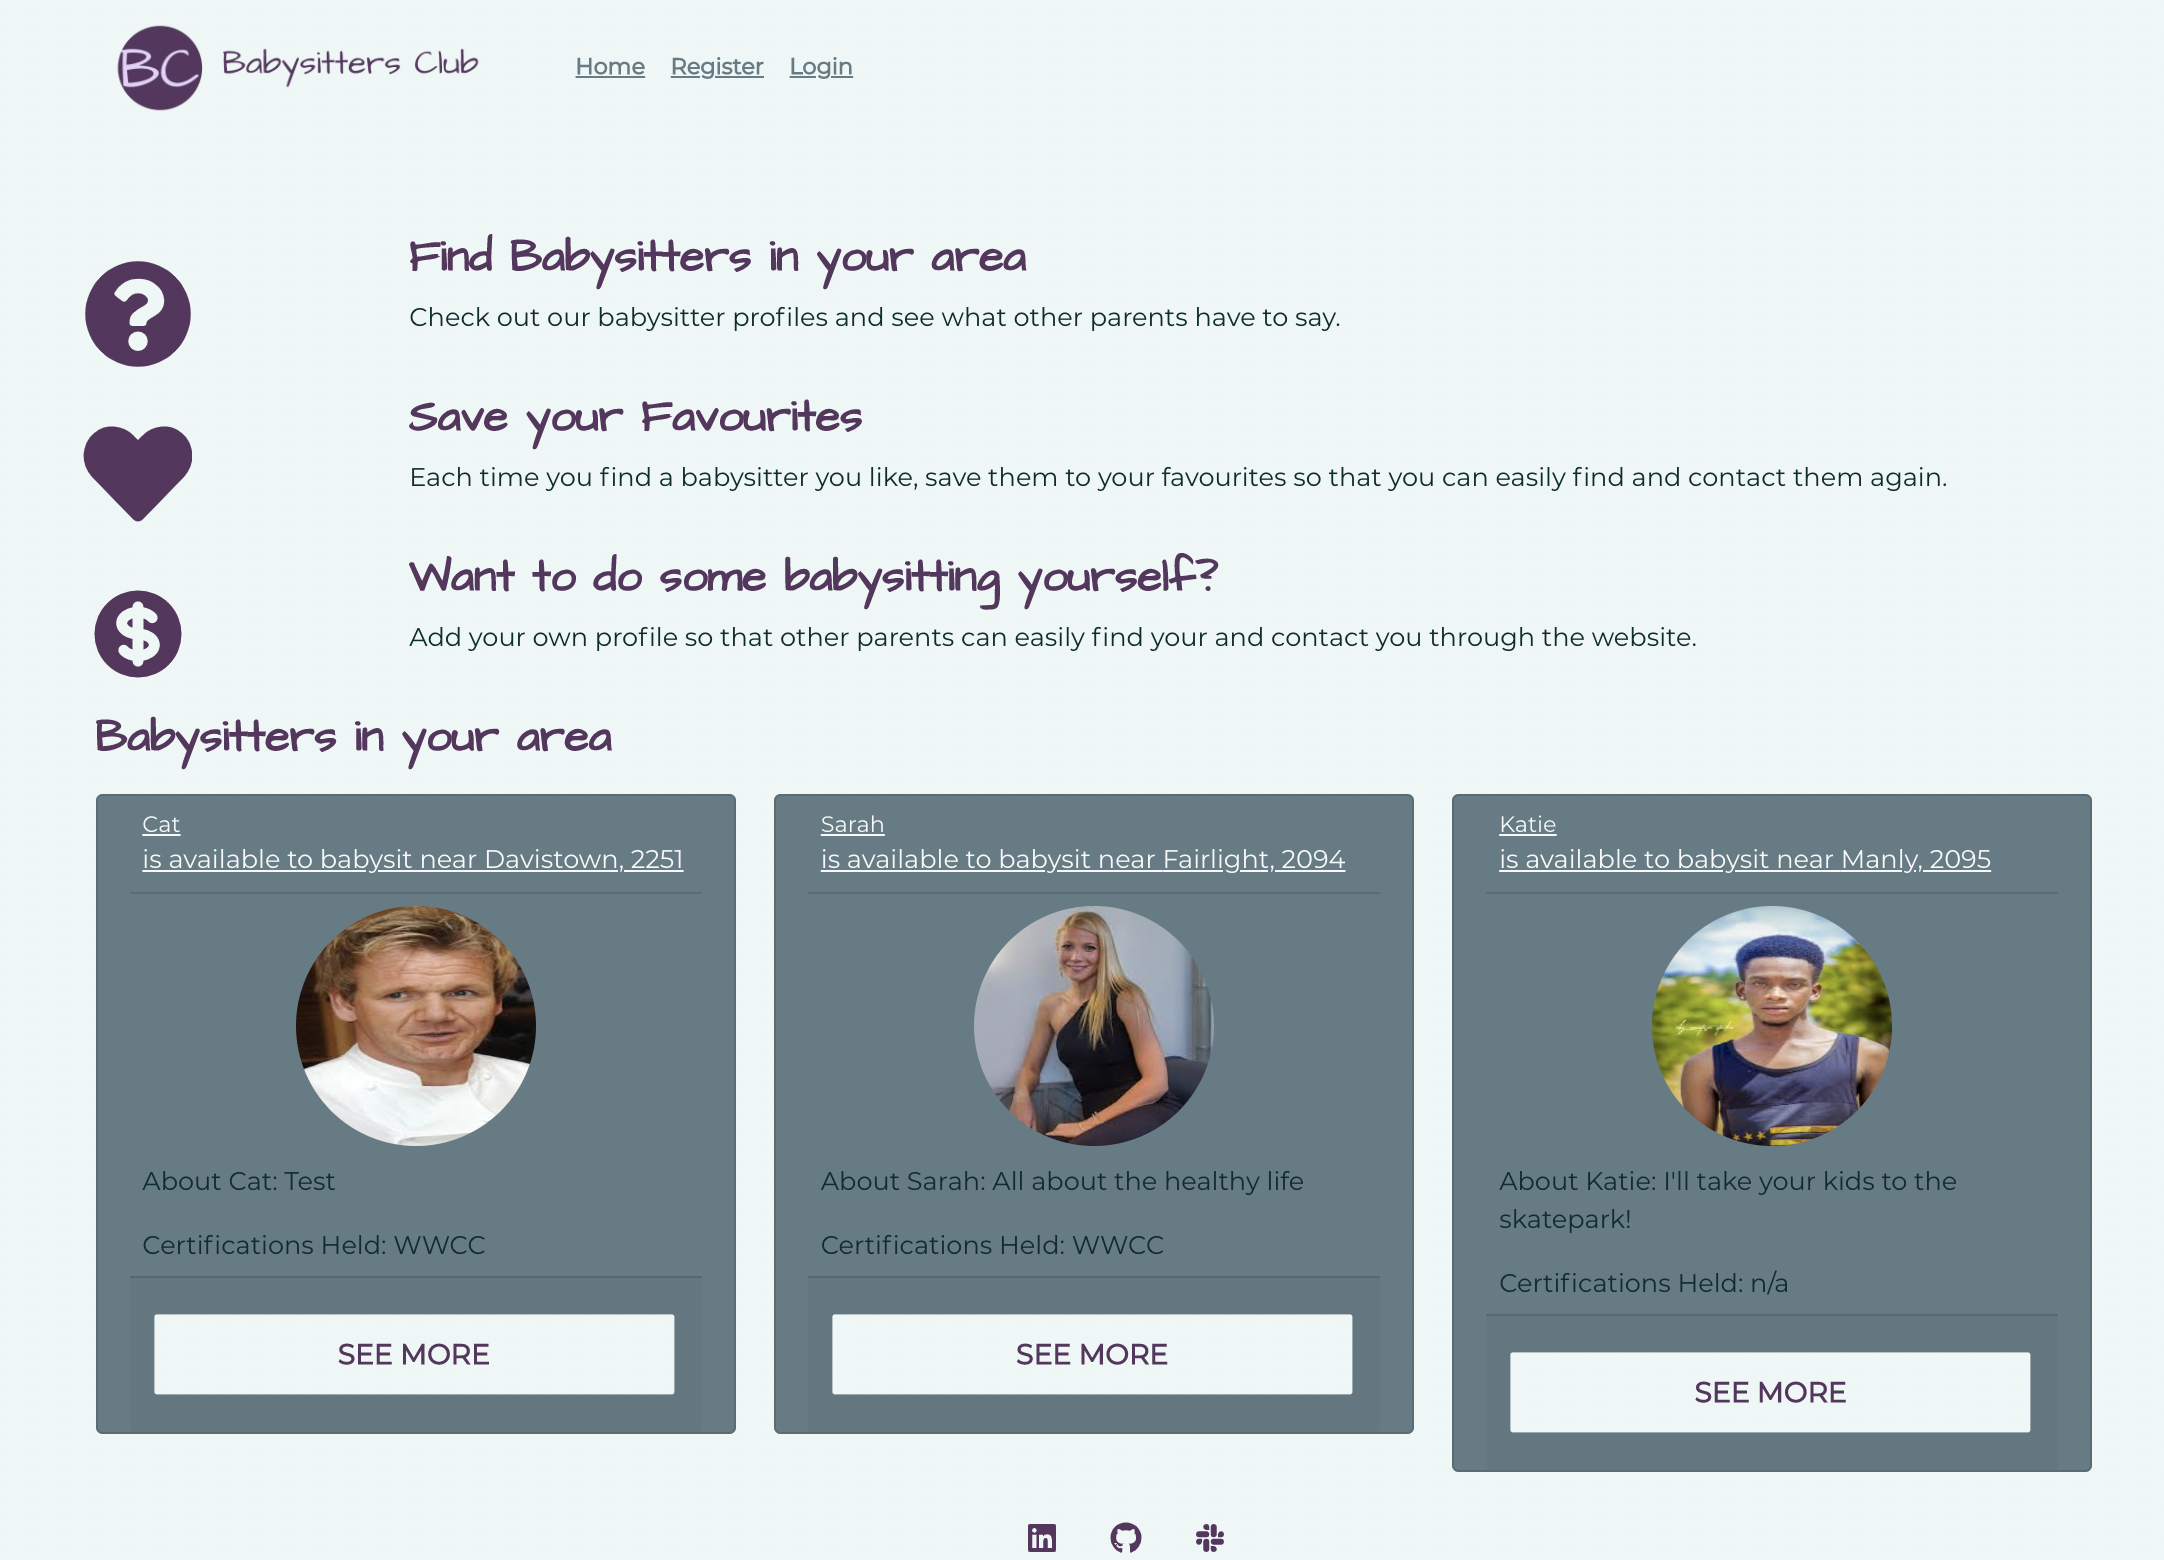 BC Babysitters Club Home Register Login
Find Babysitters in your area
Check out our babysitter profiles and see what other parents have to say.
Save your Favourites
Each time you find a babysitter you like, save them to your favourites so that you can easily find and contact them again.
Want to do some babysitting yourself?
Add your own profile so that other parents can easily find your and contact you through the website.
Babysitters in your area
Cat
is available to babysit near Davistown, 2251
About Cat: Test
Certifications Held: WWCC
SEE MORE
Sarah
is available to babysit near Fairlight, 2094
About Sarah: All about the healthy life
Certifications Held: WWCC
SEE MORE
Katie
is available to babysit near Manly, 2095
About Katie: I'll take your kids to the
skatepark!
Certifications Held: n/a
SEE MORE
in